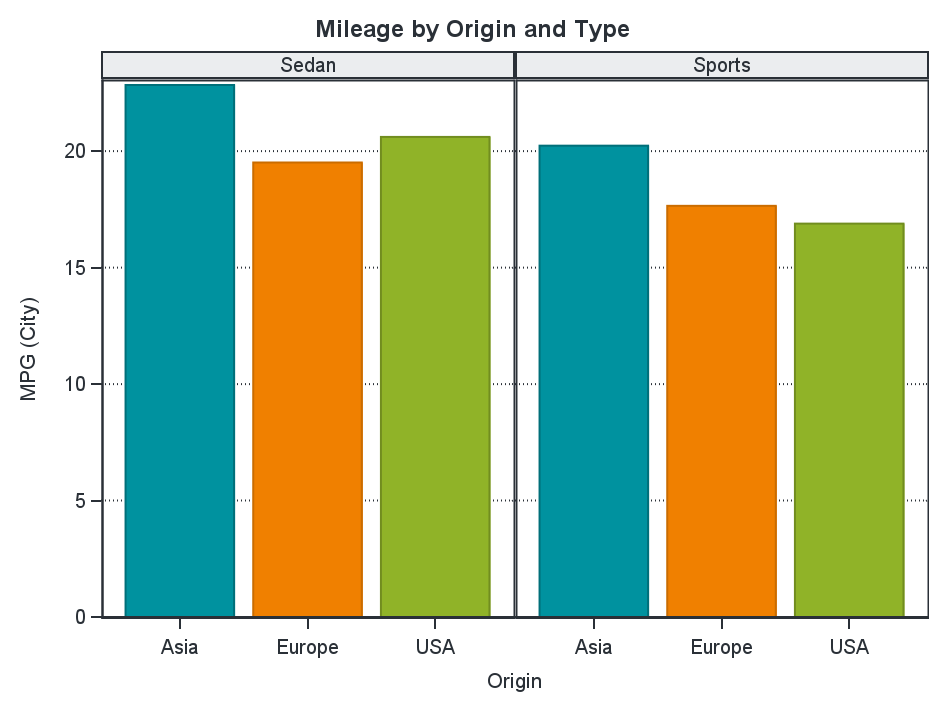 Mileage by Origin and Type
Sedan
Sports
MPG (City)
20
15
10
5
0
Asia
Europe
USA
Asia
Europe
USA
Origin